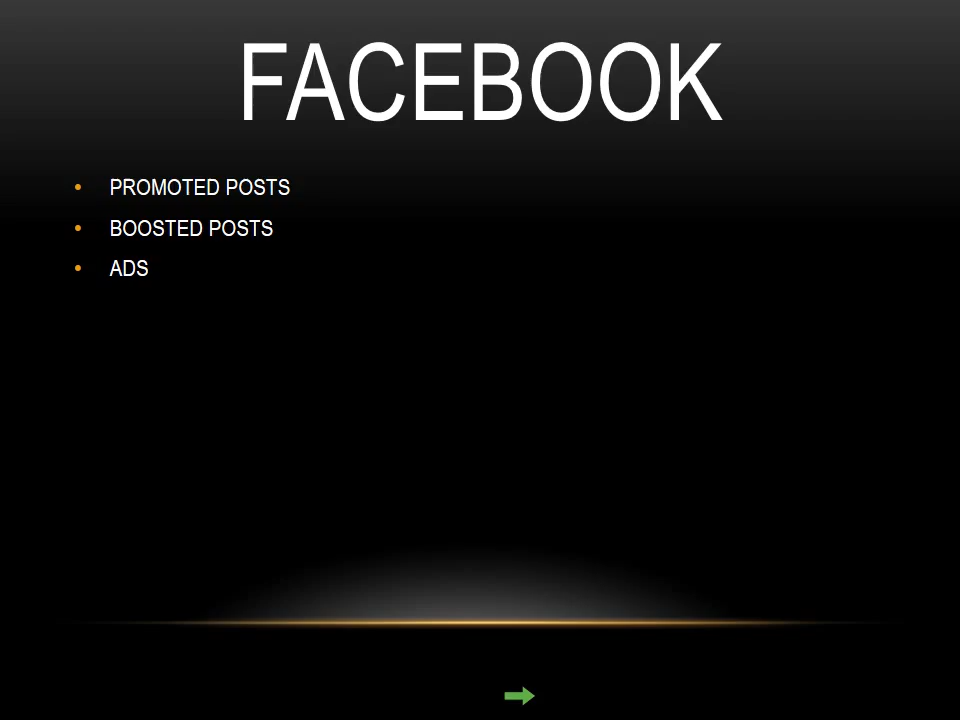 FACEBOOK
• PROMOTED POSTS
• BOOSTED POSTS
• ADS